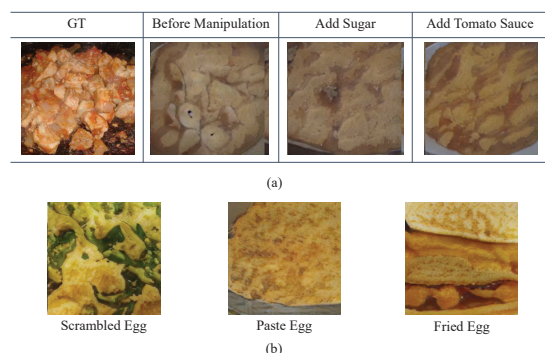 GT Before Manipulation Add Sugar Add Tomato Sauce
(a)
Scrambled Egg Paste Egg Fried Egg
(b)